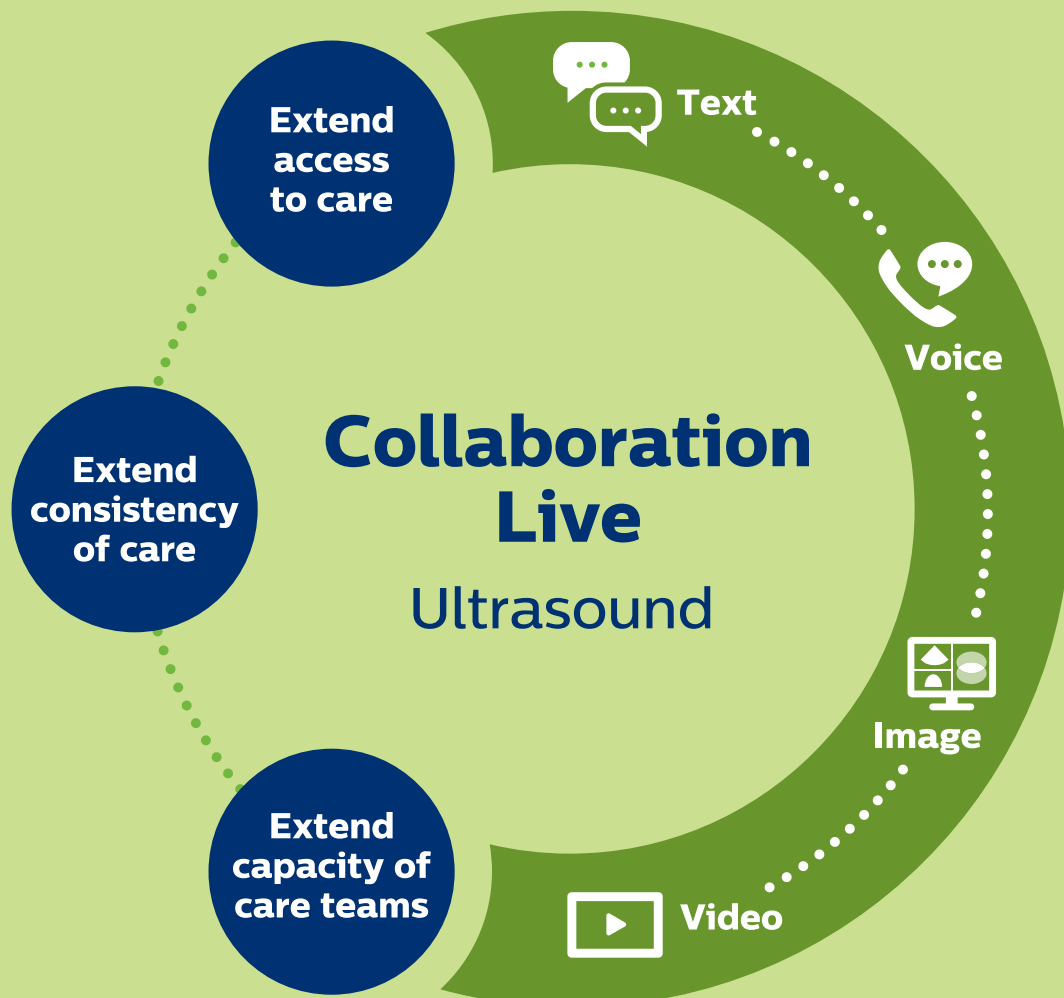 Extend
access
to care
Extend
consistency
of care
Extend
capacity of
care teams
Collaboration
Live
Ultrasound
Text
Voice
Image
Video